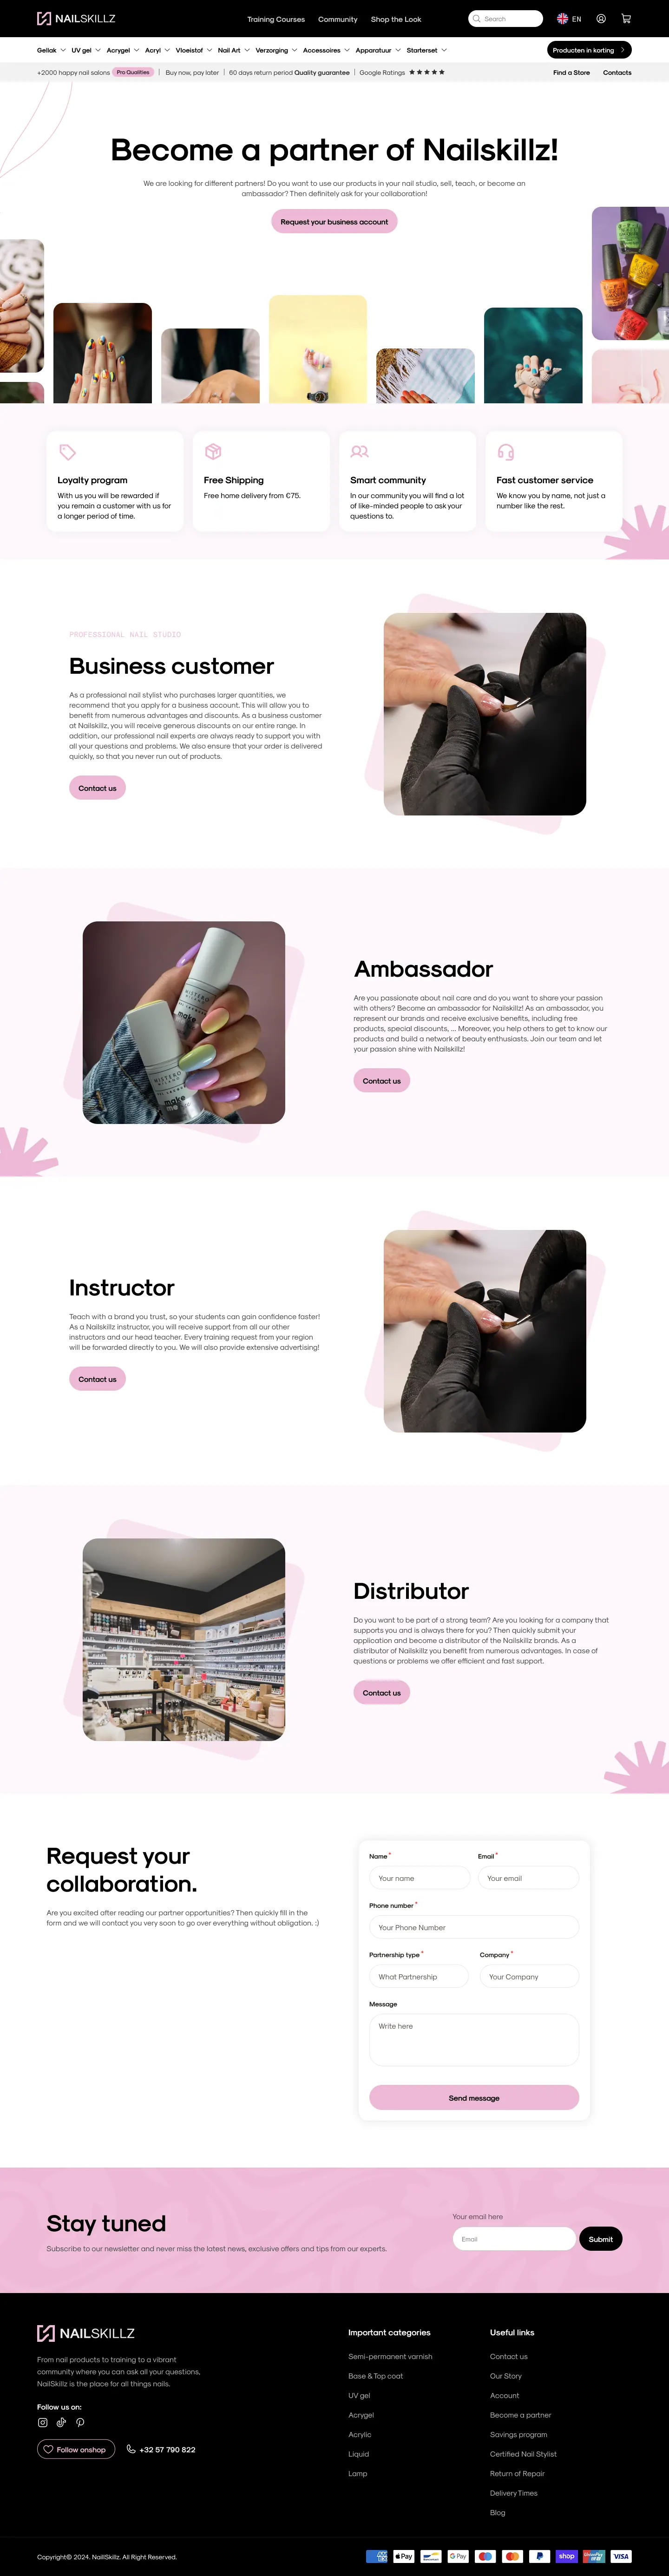 NAILSKILLZ
Training Courses Community Shop the Look
Search
EN
Gellak UV gel Acrygel Acryl Vloeistof Nail Art Verzorging Accessoires Apparatuur Starterset
Producten in korting
+2000 happy nail salons Pro Qualities | Buy now, pay later | 60 days return period Quality guarantee | Google Ratings ★★★★★
Find a Store Contacts
Become a partner of Nailskillz!
We are looking for different partners! Do you want to use our products in your nail studio, sell, teach, or become an
ambassador? Then definitely ask for your collaboration!
Request your business account
Loyalty program
With us you will be rewarded if
you remain a customer with us for
a longer period of time.
Free Shipping
Free home delivery from €75.
Smart community
In our community you will find a lot
of like-minded people to ask your
questions to.
Fast customer service
We know you by name, not just a
number like the rest.
PROFESSIONAL NAIL STUDIO
Business customer
As a professional nail stylist who purchases larger quantities, we
recommend that you apply for a business account. This will allow you to
benefit from numerous advantages and discounts. As a business customer
at Nailskillz, you will receive generous discounts on our entire range. In
addition, our professional nail experts are always ready to support you with
all your questions and problems. We also ensure that your order is delivered
quickly, so that you never run out of products.
Contact us
MISTERO
MILANO
make
MISTERO
MILANO
make
me
Ambassador
Are you passionate about nail care and do you want to share your passion
with others? Become an ambassador for Nailskillz! As an ambassador, you
represent our brands and receive exclusive benefits, including free
products, special discounts, ... Moreover, you help others to get to know our
products and build a network of beauty enthusiasts. Join our team and let
your passion shine with Nailskillz!
Contact us
Instructor
Teach with a brand you trust, so your students can gain confidence faster!
As a Nailskillz instructor, you will receive support from all our other
instructors and our head teacher. Every training request from your region
will be forwarded directly to you. We will also provide extensive advertising!
Contact us
Distributor
Do you want to be part of a strong team? Are you looking for a company that
supports you and is always there for you? Then quickly submit your
application and become a distributor of the Nailskillz brands. As a
distributor of Nailskillz you benefit from numerous advantages. In case of
questions or problems we offer efficient and fast support.
Contact us
Request your
collaboration.
Are you excited after reading our partner opportunities? Then quickly fill in the
form and we will contact you very soon to go over everything without obligation. :)
Name * Email *
Your name Your email
Phone number *
Your Phone Number
Partnership type * Company *
What Partnership Your Company
Message
Write here
Send message
Stay tuned
Subscribe to our newsletter and never miss the latest news, exclusive offers and tips from our experts.
Your email here
Email
Submit
NAILSKILLZ
From nail products to training to a vibrant
community where you can ask all your questions,
NailSkillz is the place for all things nails.
Follow us on:
Follow onshop
+32 57 790 822
Important categories
Semi-permanent varnish
Base & Top coat
UV gel
Acrygel
Acrylic
Liquid
Lamp
Useful links
Contact us
Our Story
Account
Become a partner
Savings program
Certified Nail Stylist
Return of Repair
Delivery Times
Blog
Copyright© 2024. NaillSkillz. All Right Reserved.
Pay G Pay shop VISA